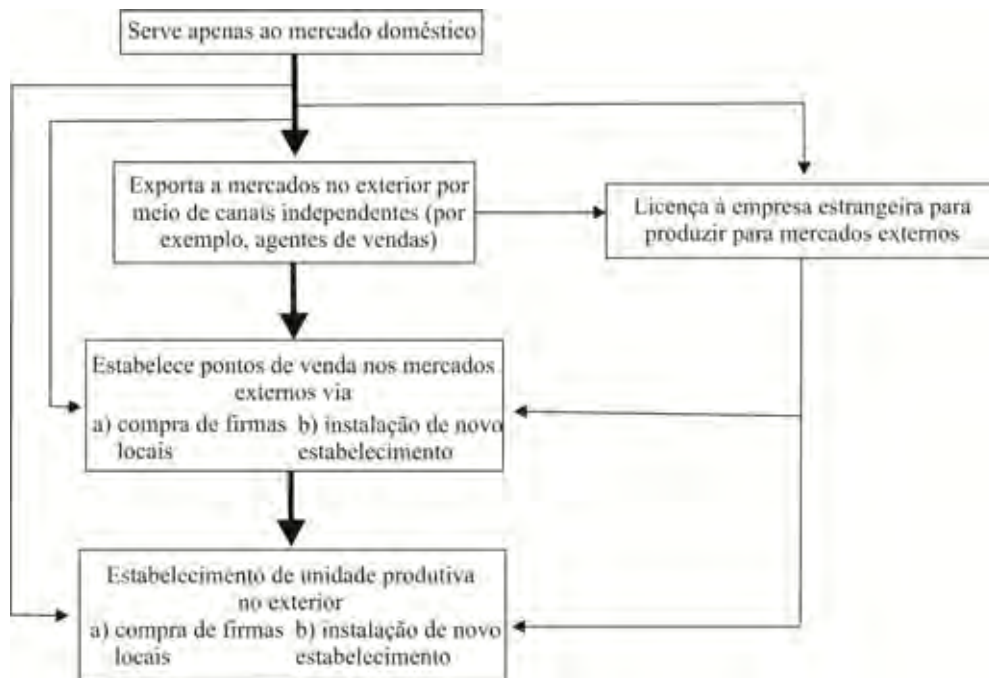 Serve apenas ao mercado doméstico
Exporta a mercados no exterior por
meio de canais independentes (por
exemplo, agentes de vendas)
Licença à empresa estrangeira para
produzir para mercados externos
Estabelece pontos de venda nos mercados
externos via
a) compra de firmas b) instalação de novo
locais estabelecimento
Estabelecimento de unidade produtiva
no exterior
a) compra de firmas b) instalação de novo
locais estabelecimento